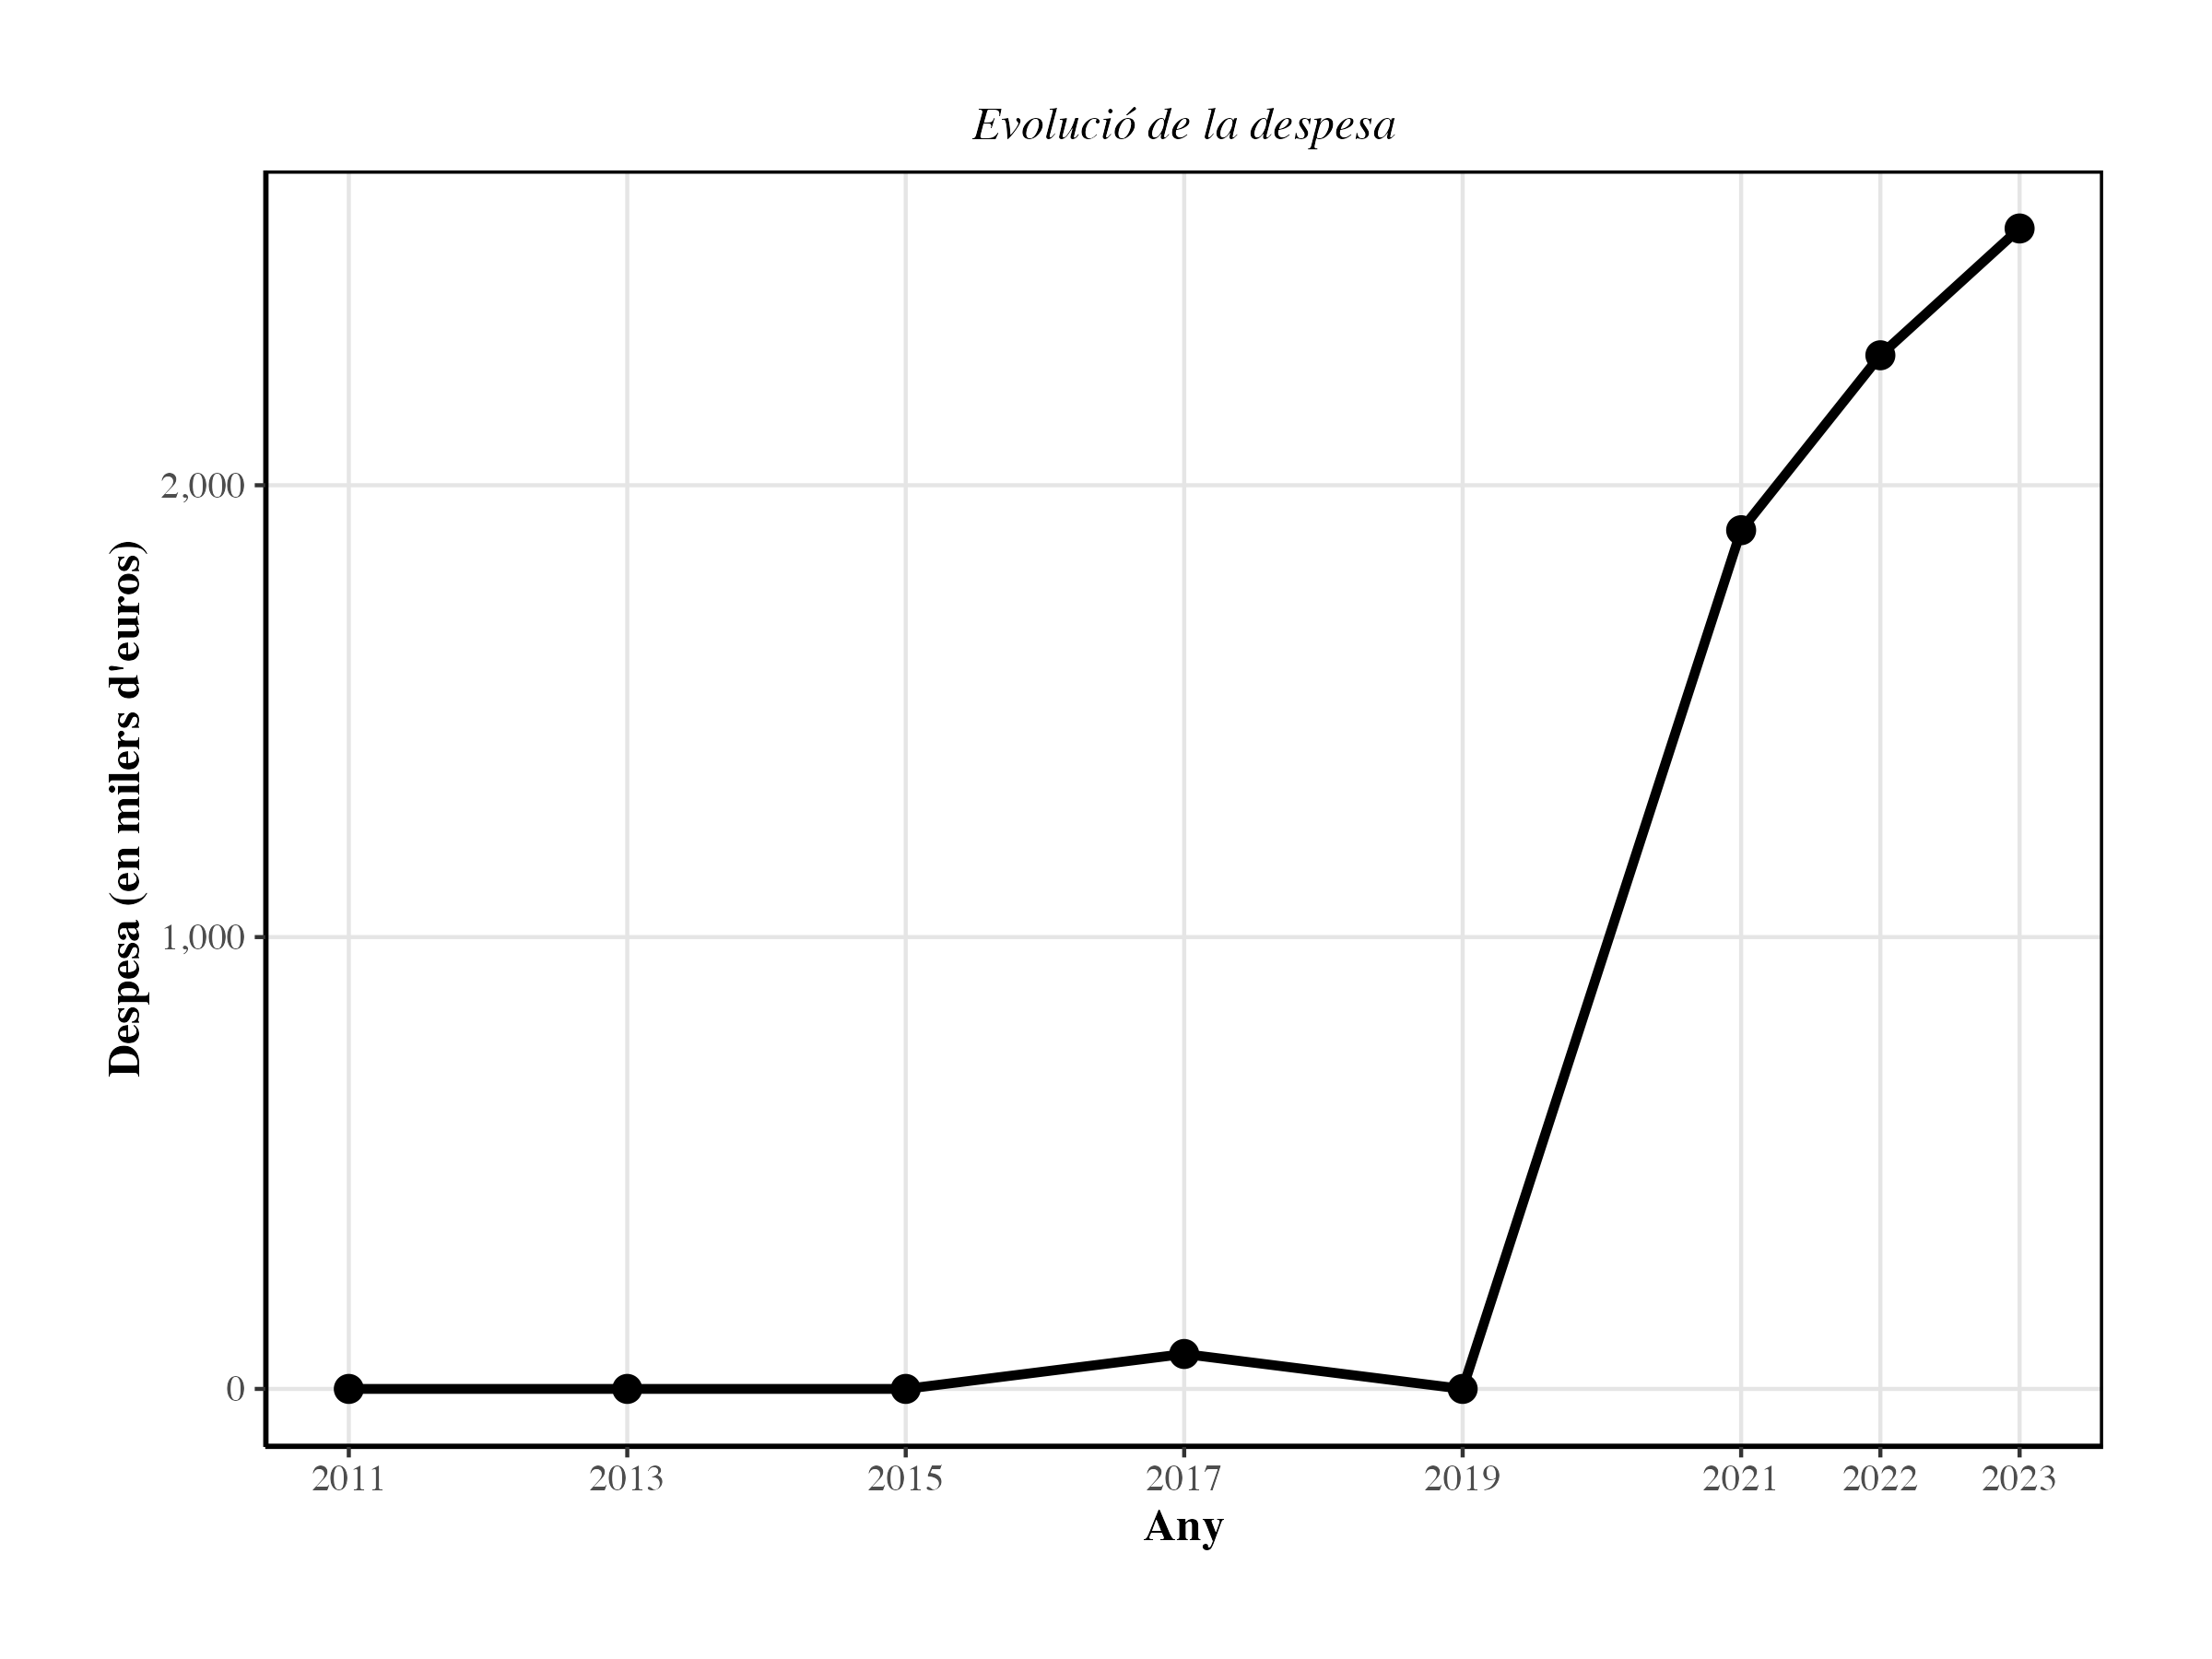 Evolució de la despesa
Despesa (en milers d'euros)
2,000
1,000
0
2011 2013 2015 2017 2019 2021 2022 2023
Any